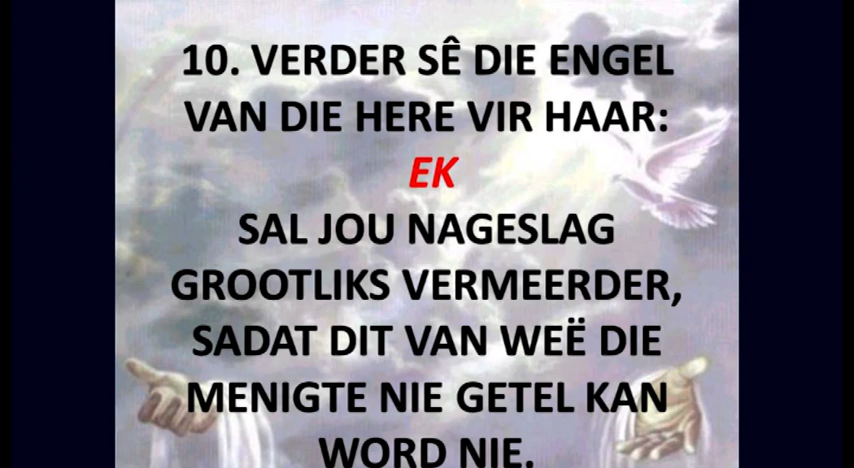 10. VERDER SÊ DIE ENGEL
VAN DIE HERE VIR HAAR:
EK
SAL JOU NAGESLAG
GROOTLIKS VERMEERDER,
SADAT DIT VAN WEË DIE
MENIGTE NIE GETEL KAN
WORD NIE.